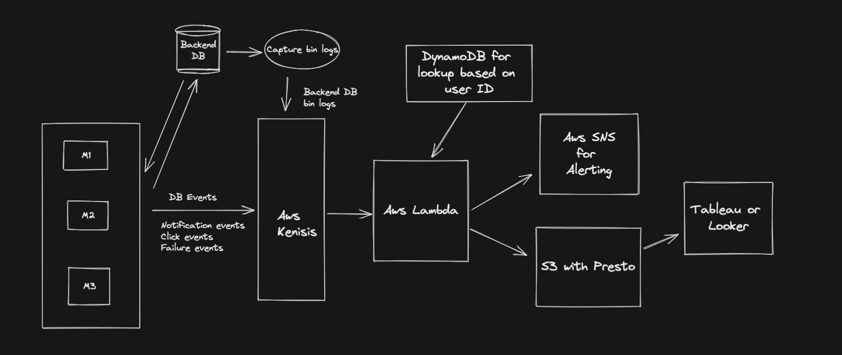 Backend
DB
Capture bin logs
DynamoDB for
lookup based on
user ID
Backend DB
bin logs
Aws SNS
for
Alerting
M1
DB Events
Aws
Kenisis
Aws Lambda
Tableau or
Looker
M2
Notification events
Click events
Failure events
S3 with Presto
M3